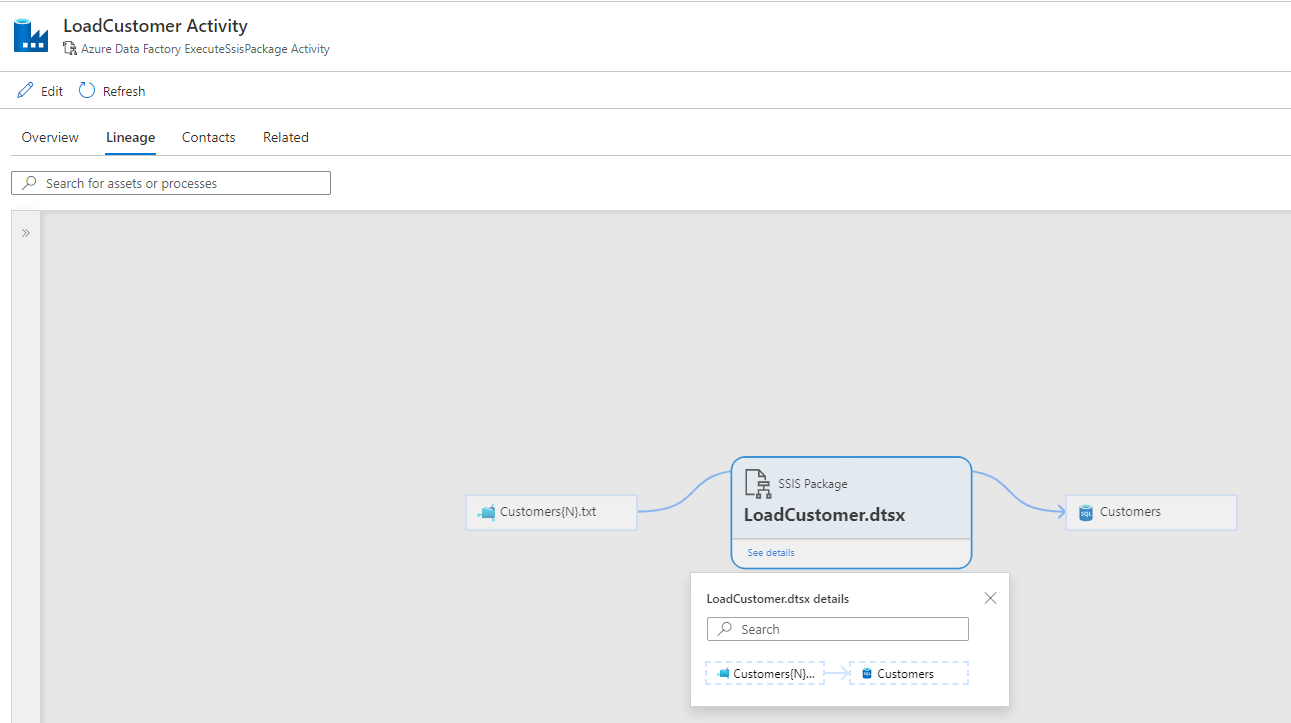 LoadCustomer Activity
Azure Data Factory ExecuteSsisPackage Activity
Edit Refresh
Overview Lineage Contacts Related
Search for assets or processes
»
SSIS Package
LoadCustomer.dtsx
See details
Customers{N}.txt
Customers
LoadCustomer.dtsx details
Search
Customers{N}... Customers